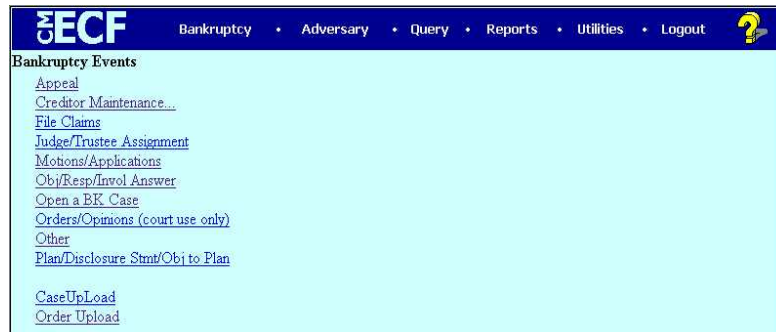 CM ECF Bankruptcy • Adversary • Query • Reports • Utilities • Logout ?
Bankruptcy Events
Appeal
Creditor Maintenance...
File Claims
Judge/Trustee Assignment
Motions/Applications
Obj/Resp/Invol Answer
Open a BK Case
Orders/Opinions (court use only)
Other
Plan/Disclosure Stmt/Obj to Plan
CaseUpLoad
Order Upload